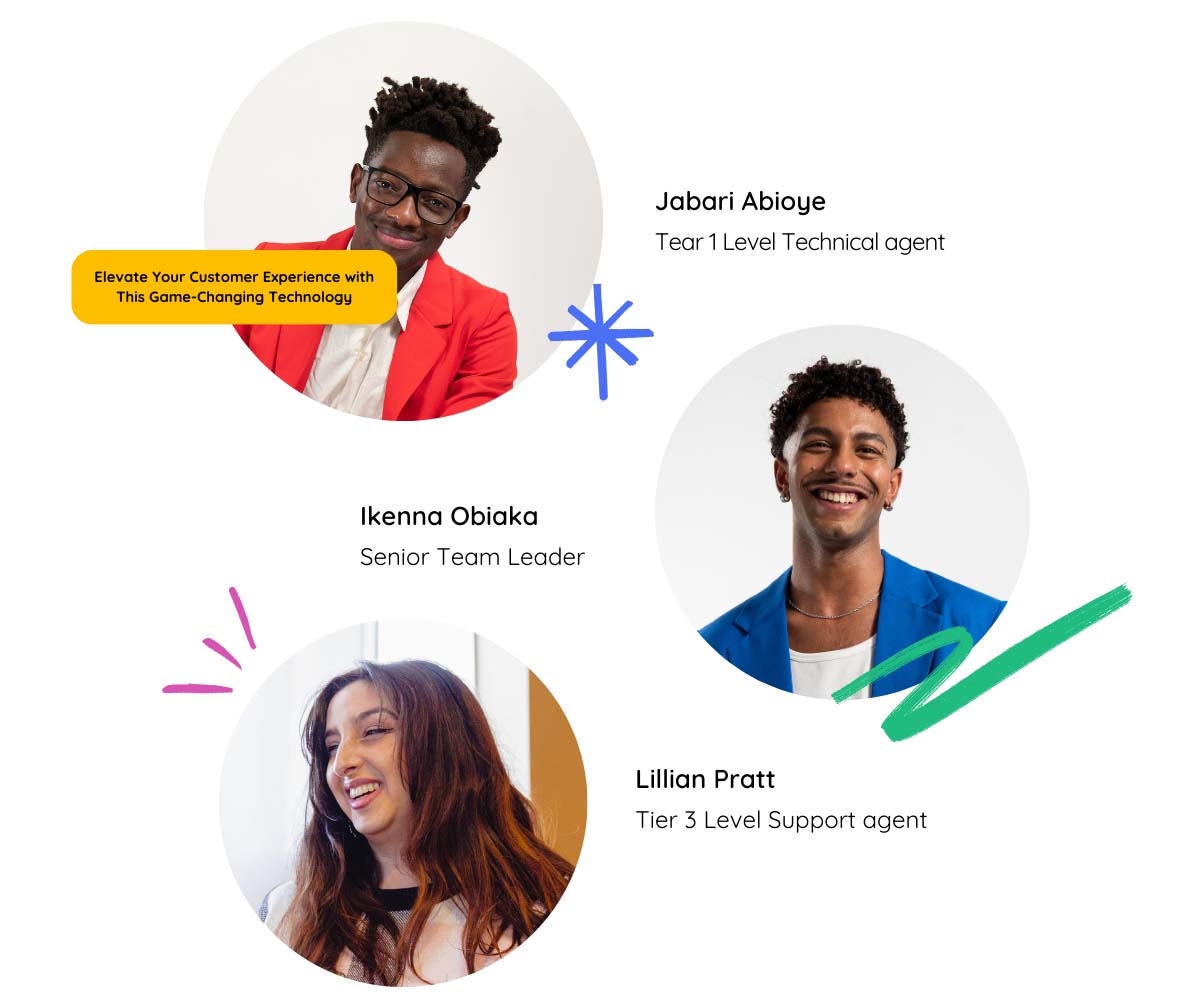 Jabari Abioye
Tear 1 Level Technical agent
Elevate Your Customer Experience with
This Game-Changing Technology
Ikenna Obiaka
Senior Team Leader
Lillian Pratt
Tier 3 Level Support agent